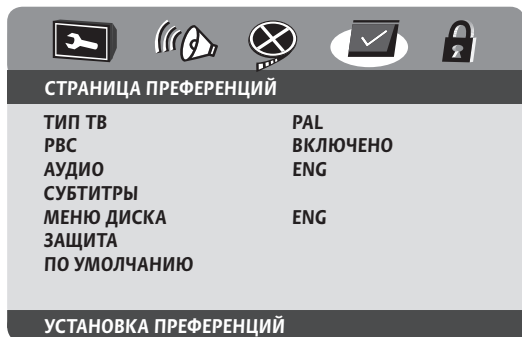 СТРАНИЦА ПРЕФЕРЕНЦИЙ
ТИП ТВ PAL
PBC ВКЛЮЧЕНО
АУДИО ENG
СУБТИТРЫ
МЕНЮ ДИСКА ENG
ЗАЩИТА
ПО УМОЛЧАНИЮ
УСТАНОВКА ПРЕФЕРЕНЦИЙ